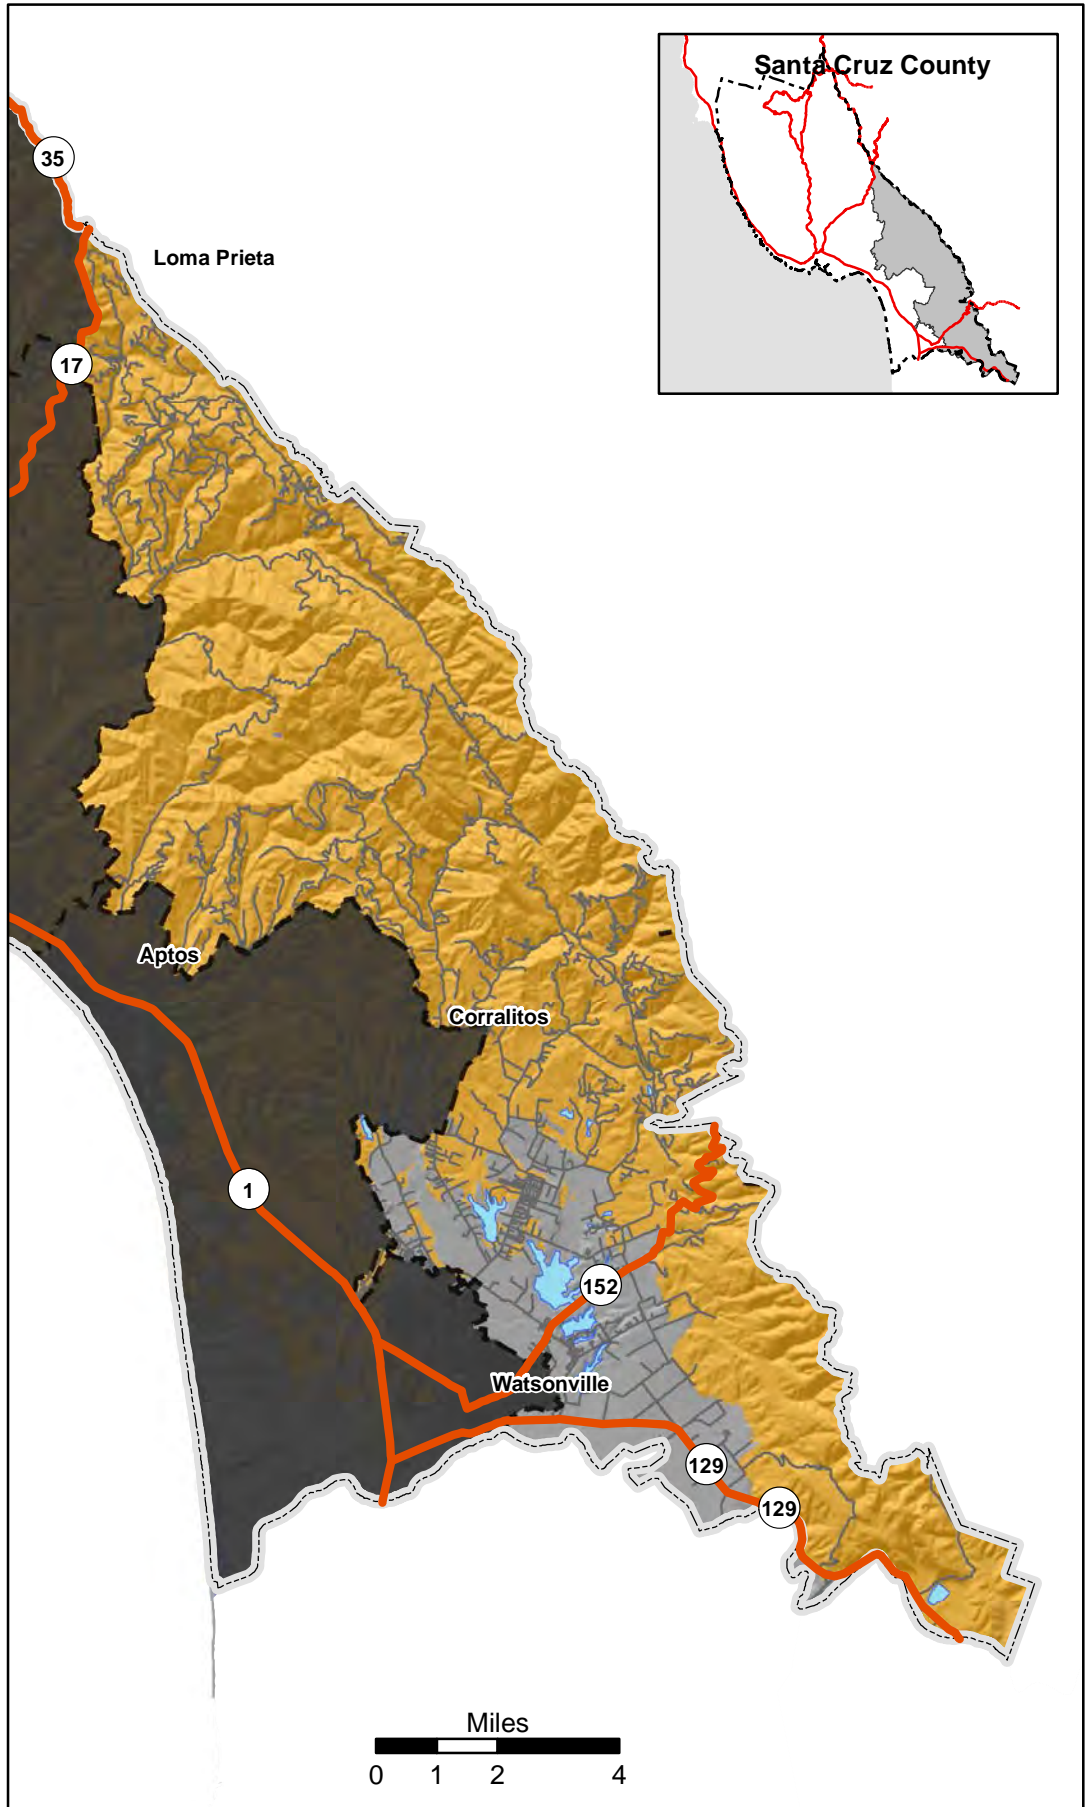 Santa Cruz County
35
Loma Prieta
17
Aptos
Corralitos
1
152
Watsonville
129
129
Miles
0 1 2 4